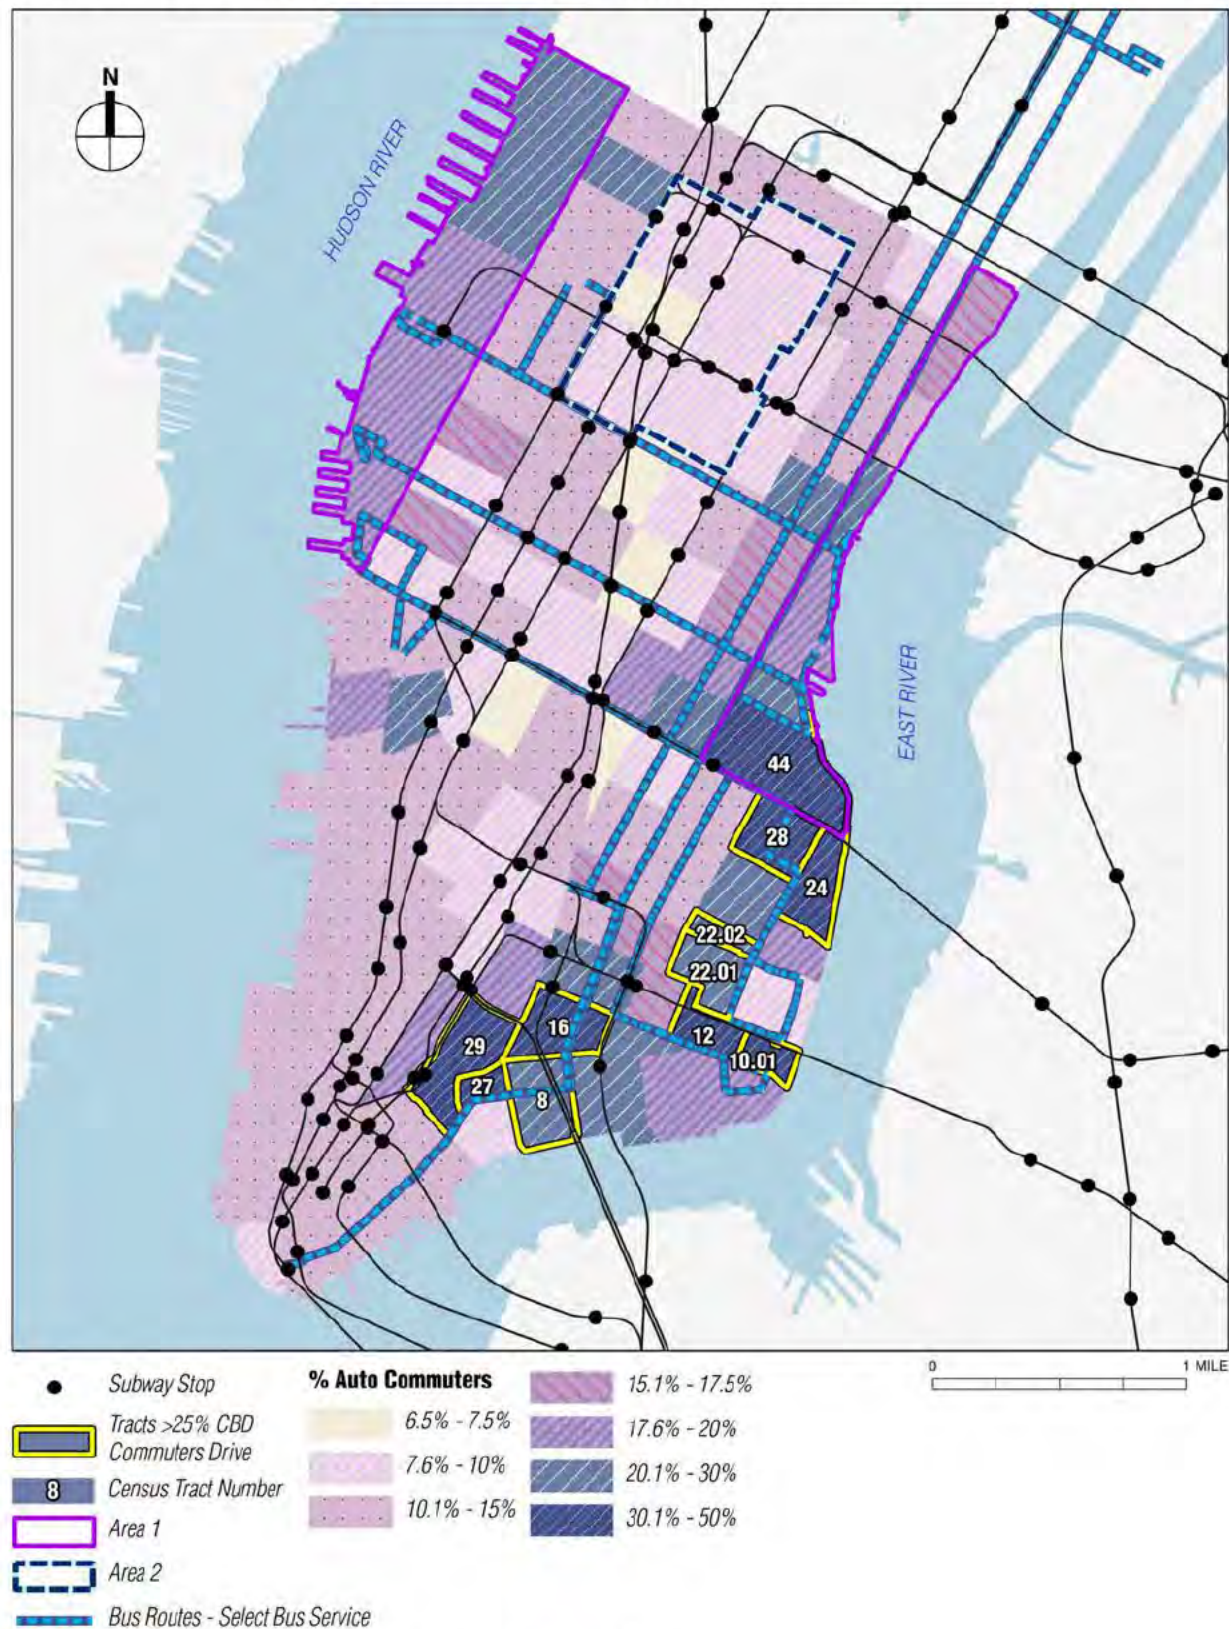 N
HUDSON RIVER
EAST RIVER
44
28
24
22.02
22.01
12
10.01
16
29
27
8
0 1 MILE
Subway Stop
Tracts >25% CBD
Commuters Drive
8 Census Tract Number
Area 1
Area 2
Bus Routes - Select Bus Service
% Auto Commuters
6.5% - 7.5%
7.6% - 10%
10.1% - 15%
15.1% - 17.5%
17.6% - 20%
20.1% - 30%
30.1% - 50%